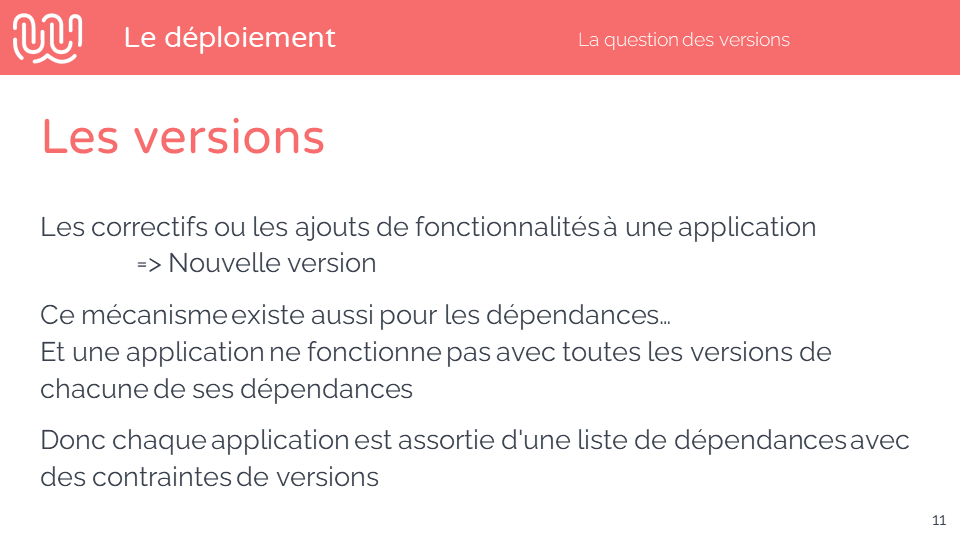 Le déploiement
La question des versions
Les versions
Les correctifs ou les ajouts de fonctionnalités à une application
=> Nouvelle version
Ce mécanisme existe aussi pour les dépendances…
Et une application ne fonctionne pas avec toutes les versions de
chacune de ses dépendances
Donc chaque application est assortie d'une liste de dépendances avec
des contraintes de versions
11